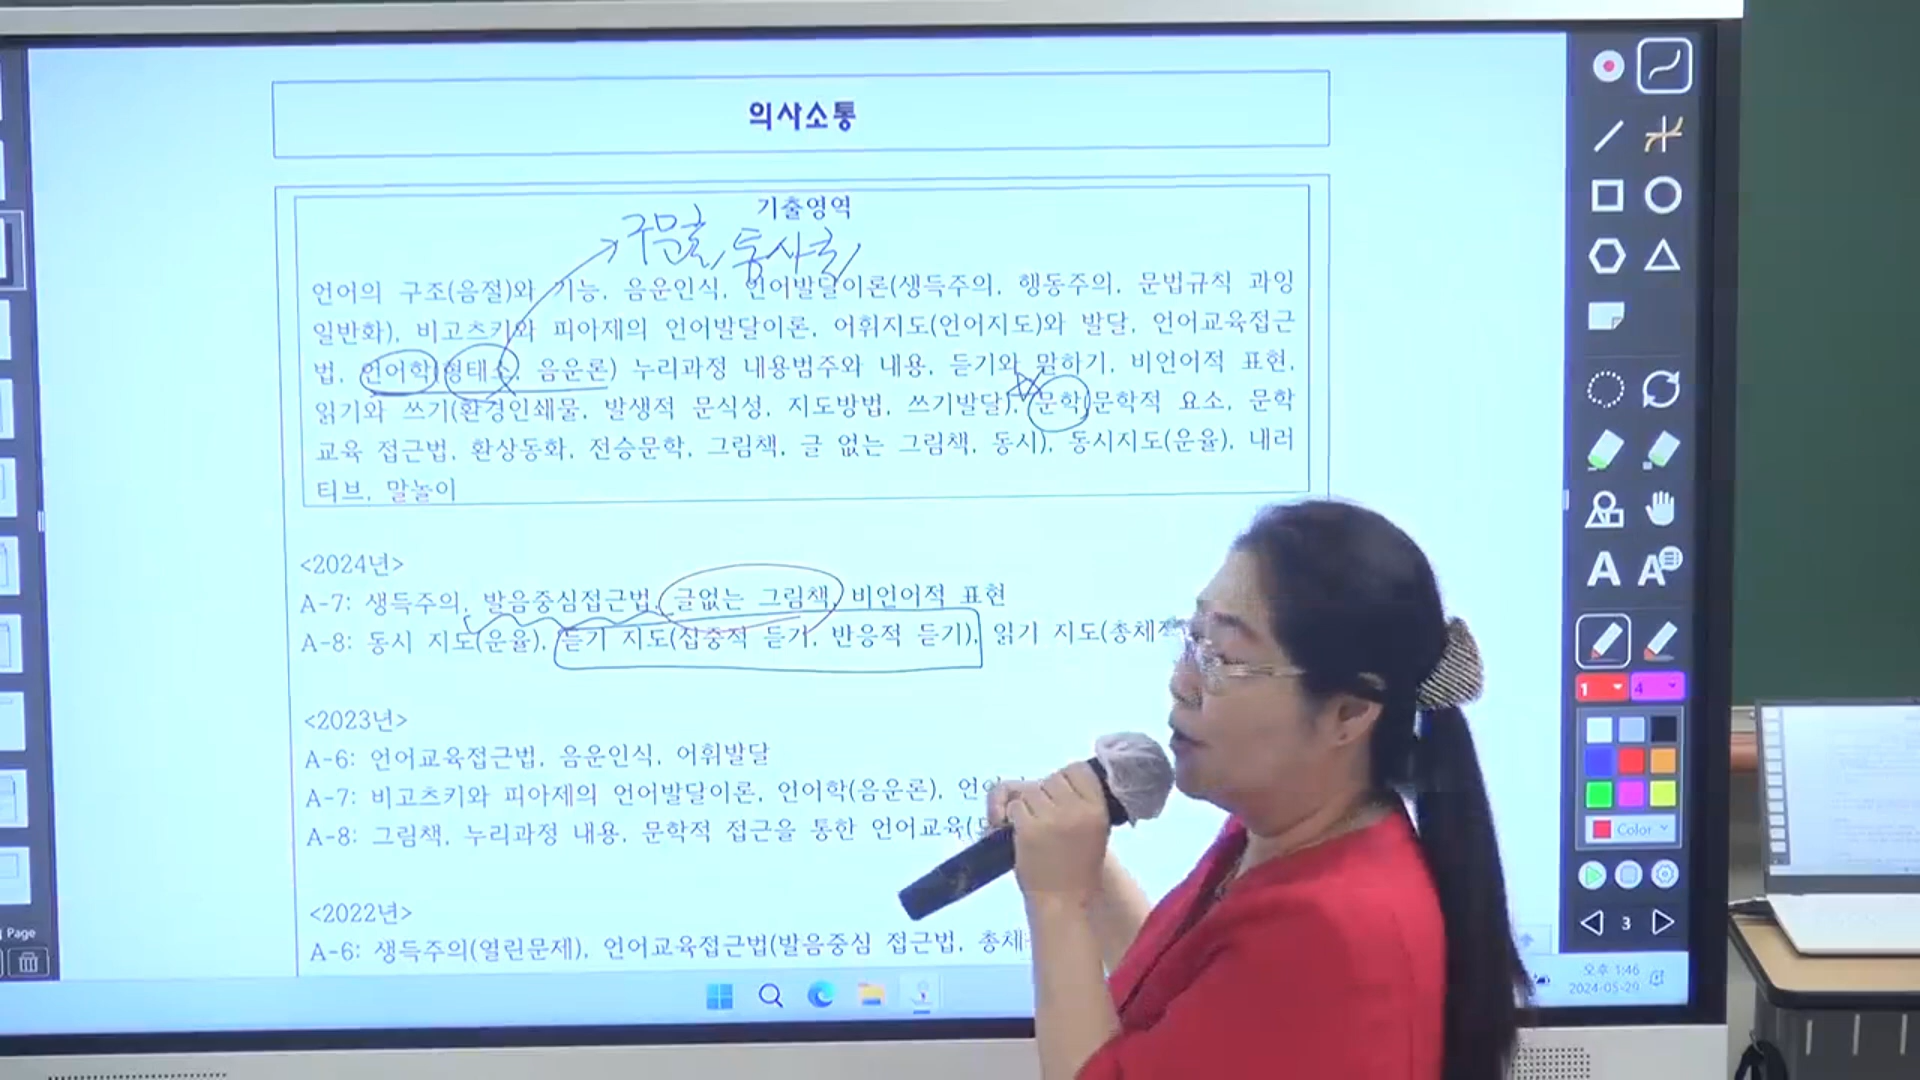 의사소통
기출영역
구문론, 통사론,
언어의 구조(음절)와 기능, 음운인식, 언어발달이론(생득주의, 행동주의, 문법규칙 과잉
일반화), 비고츠키와 피아제의 언어발달이론, 어휘지도(언어지도)와 발달, 언어교육접근
법, 언어학(형태소, 음운론) 누리과정 내용범주와 내용, 듣기와 말하기, 비언어적 표현,
읽기와 쓰기(환경인쇄물, 발생적 문식성, 지도방법, 쓰기발달), 문학(문학적 요소, 문학
교육 접근법, 환상동화, 전승문학, 그림책, 글 없는 그림책, 동시), 동시지도(운율), 내러
티브, 말놀이
<2024년>
A-7: 생득주의, 발음중심접근법, 글없는 그림책, 비언어적 표현
A-8: 동시 지도(운율), 듣기 지도(집중적 듣기, 반응적 듣기), 읽기 지도(총체적
<2023년>
A-6: 언어교육접근법, 음운인식, 어휘발달
A-7: 비고츠키와 피아제의 언어발달이론, 언어학(음운론), 언어
A-8: 그림책, 누리과정 내용, 문학적 접근을 통한 언어교육(
<2022년>
A-6: 생득주의(열린문제), 언어교육접근법(발음중심 접근법, 총체
Page
A A
1 4
Color
3
오후 1:46
2024-05-29